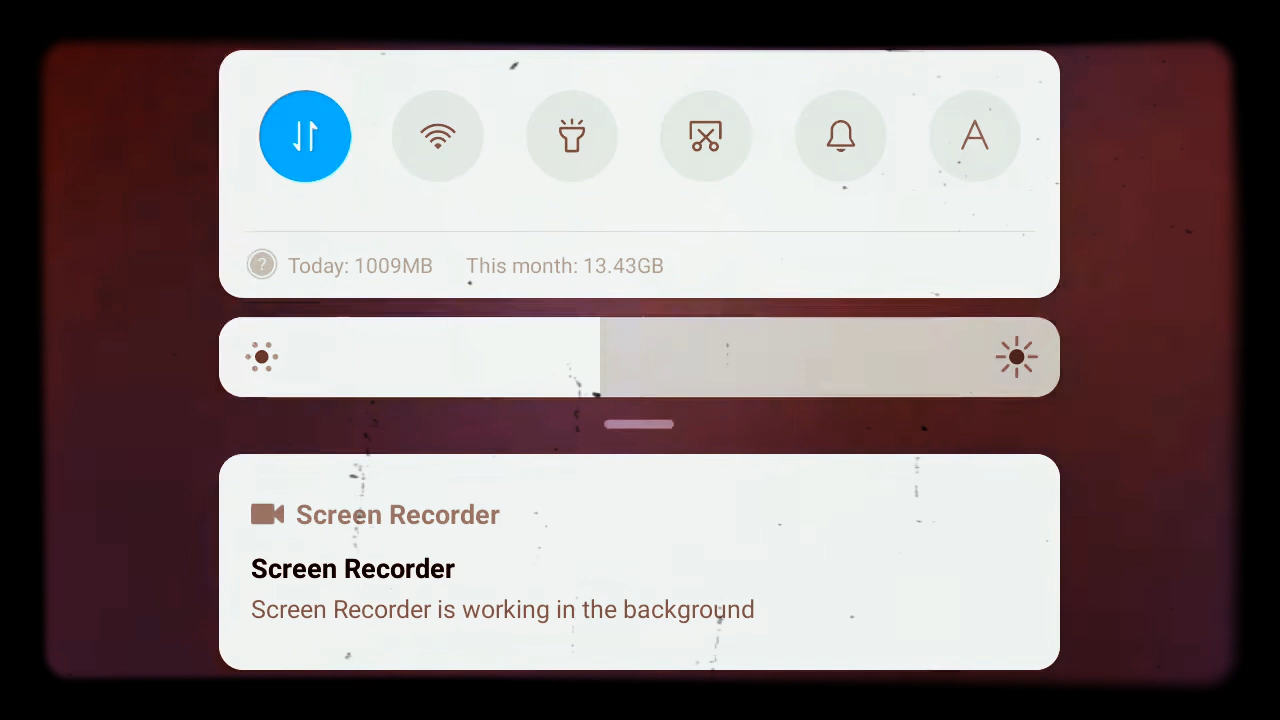 Today: 1009MB This month: 13.43GB
Screen Recorder
Screen Recorder
Screen Recorder is working in the background